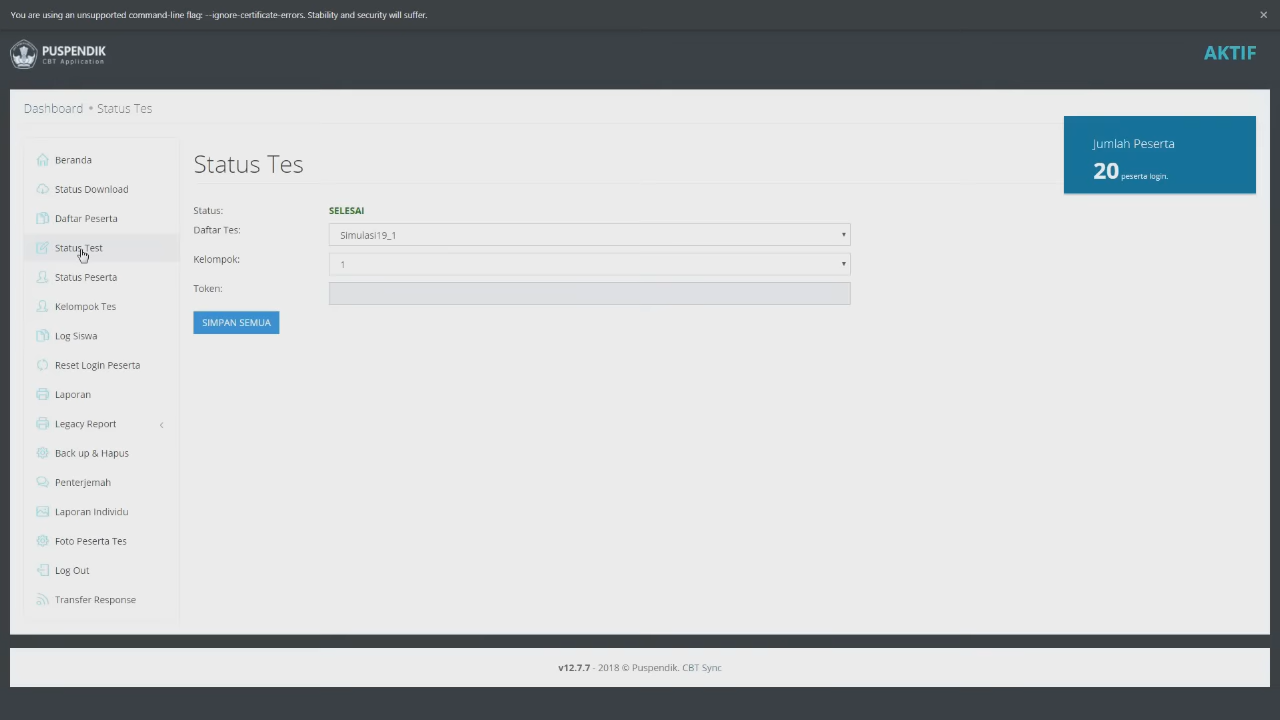 You are using an unsupported command-line flag: --ignore-certificate-errors. Stability and security will suffer.
PUSPENDIK
CBT Application
AKTIF
Dashboard • Status Tes
Jumlah Peserta
20 peserta login.
Beranda
Status Download
Daftar Peserta
Status Test
Status Peserta
Kelompok Tes
Log Siswa
Reset Login Peserta
Laporan
Legacy Report
Back up & Hapus
Penterjemah
Laporan Individu
Foto Peserta Tes
Log Out
Transfer Response
Status Tes
Status: SELESAI
Daftar Tes: Simulasi19_1
Kelompok: 1
Token:
SIMPAN SEMUA
v12.7.7 - 2018 © Puspendik. CBT Sync